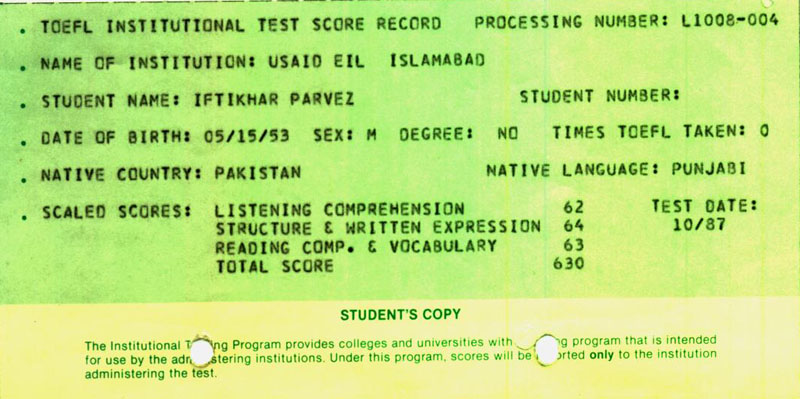 . TOEFL INSTITUTIONAL TEST SCORE RECORD PROCESSING NUMBER: L1008-004
. NAME OF INSTITUTION: USAID EIL ISLAMABAD
. STUDENT NAME: IFTIKHAR PARVEZ STUDENT NUMBER:
. DATE OF BIRTH: 05/15/53 SEX: M DEGREE: NO TIMES TOEFL TAKEN: 0
. NATIVE COUNTRY: PAKISTAN NATIVE LANGUAGE: PUNJABI
. SCALED SCORES: LISTENING COMPREHENSION 62 TEST DATE:
STRUCTURE & WRITTEN EXPRESSION 64 10/87
READING COMP. & VOCABULARY 63
TOTAL SCORE 630
STUDENT'S COPY
The Institutional ng Program provides colleges and universities with g program that is intended
for use by the adm stering institutions. Under this program, scores will be orted only to the institution
administering the test.